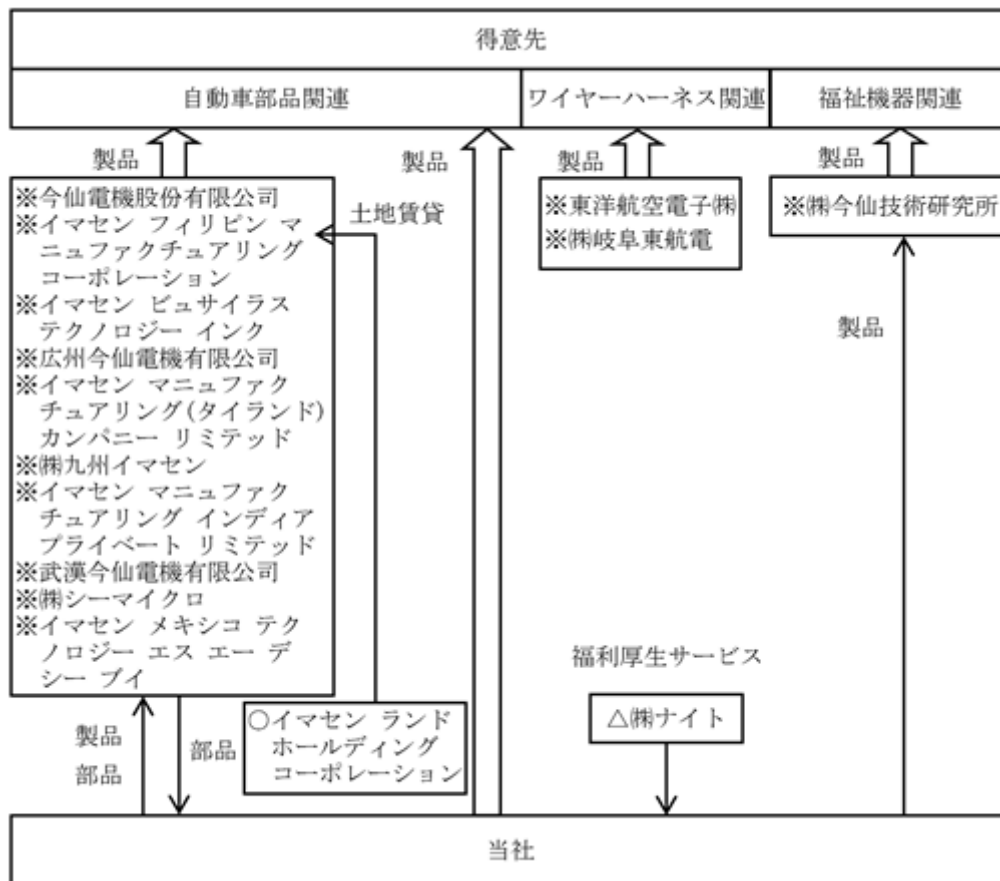 得意先
自動車部品関連
ワイヤーハーネス関連
福祉機器関連
製品
製品
製品
製品
※今仙電機股份有限公司
※イマセン フィリピン マ
ニュファクチュアリング
コーポレーション
※イマセン ビュサイラス
テクノロジー インク
※広州今仙電機有限公司
※イマセン マニュファク
チュアリング(タイランド)
カンパニー リミテッド
※㈱九州イマセン
※イマセン マニュファク
チュアリング インディア
プライベート リミテッド
※武漢今仙電機有限公司
※㈱シーマイクロ
※イマセン メキシコ テク
ノロジー エス エー デ
シー ブイ
土地賃貸
※東洋航空電子㈱
※㈱岐阜東航電
※㈱今仙技術研究所
製品
福利厚生サービス
△㈱ナイト
○イマセン ランド
ホールディング
コーポレーション
製品
部品
部品
当社